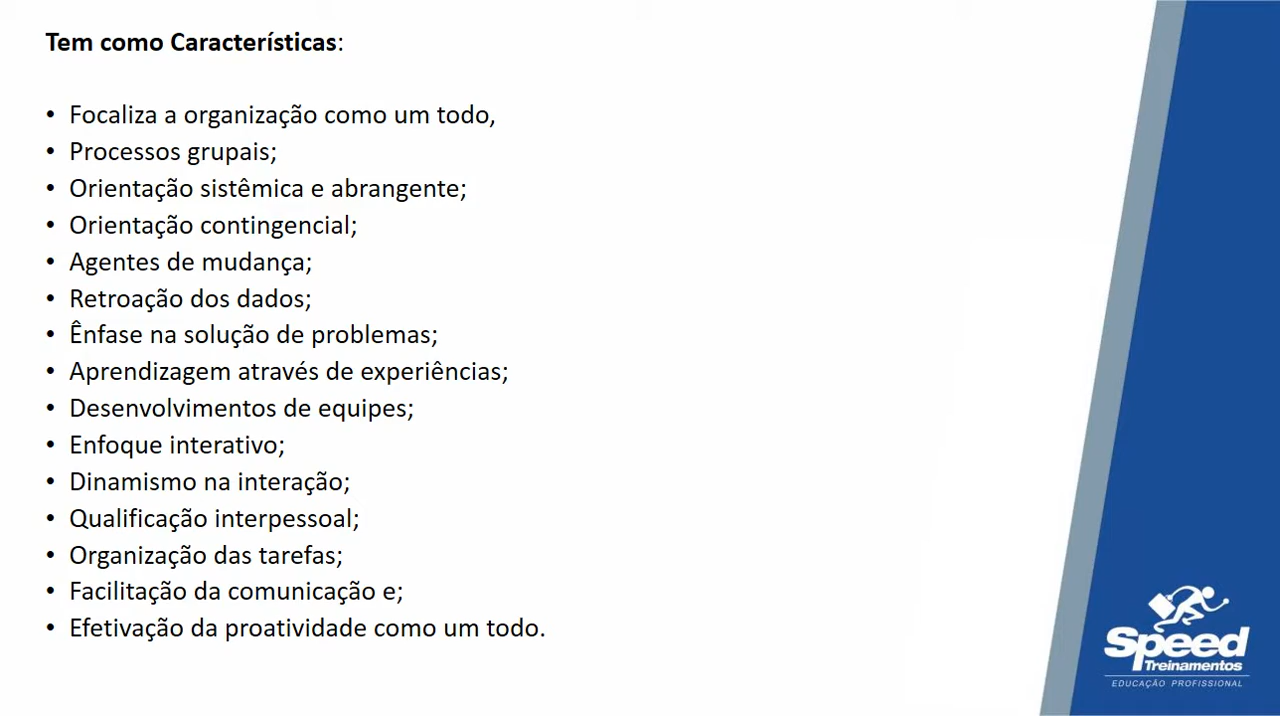 Tem como Características:
• Focaliza a organização como um todo,
• Processos grupais;
• Orientação sistêmica e abrangente;
• Orientação contingencial;
• Agentes de mudança;
• Retroação dos dados;
• Ênfase na solução de problemas;
• Aprendizagem através de experiências;
• Desenvolvimentos de equipes;
• Enfoque interativo;
• Dinamismo na interação;
• Qualificação interpessoal;
• Organização das tarefas;
• Facilitação da comunicação e;
• Efetivação da proatividade como um todo.
Speed
Treinamentos
EDUCAÇÃO PROFISSIONAL